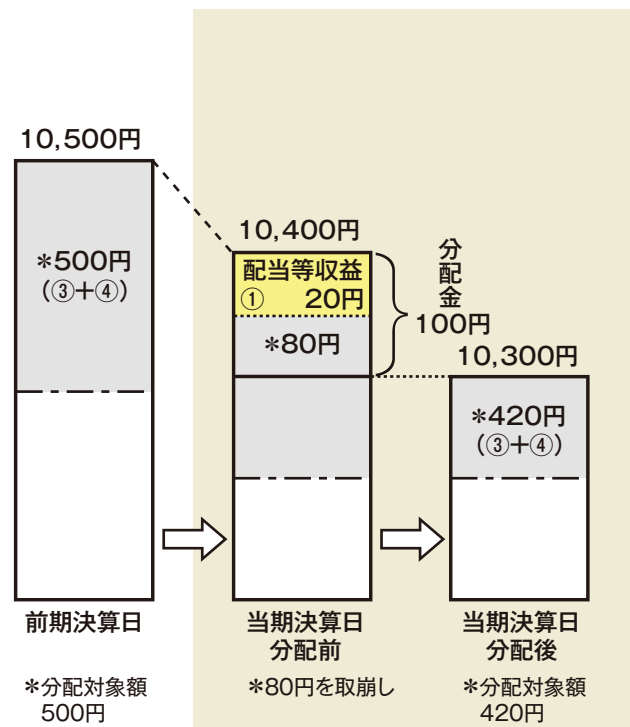 10,500円
*500円
(③+④)
前期決算日
*分配対象額
500円
10,400円
配当等収益
① 20円
*80円
分配金
100円
当期決算日
分配前
*80円を取崩し
10,300円
*420円
(③+④)
当期決算日
分配後
*分配対象額
420円